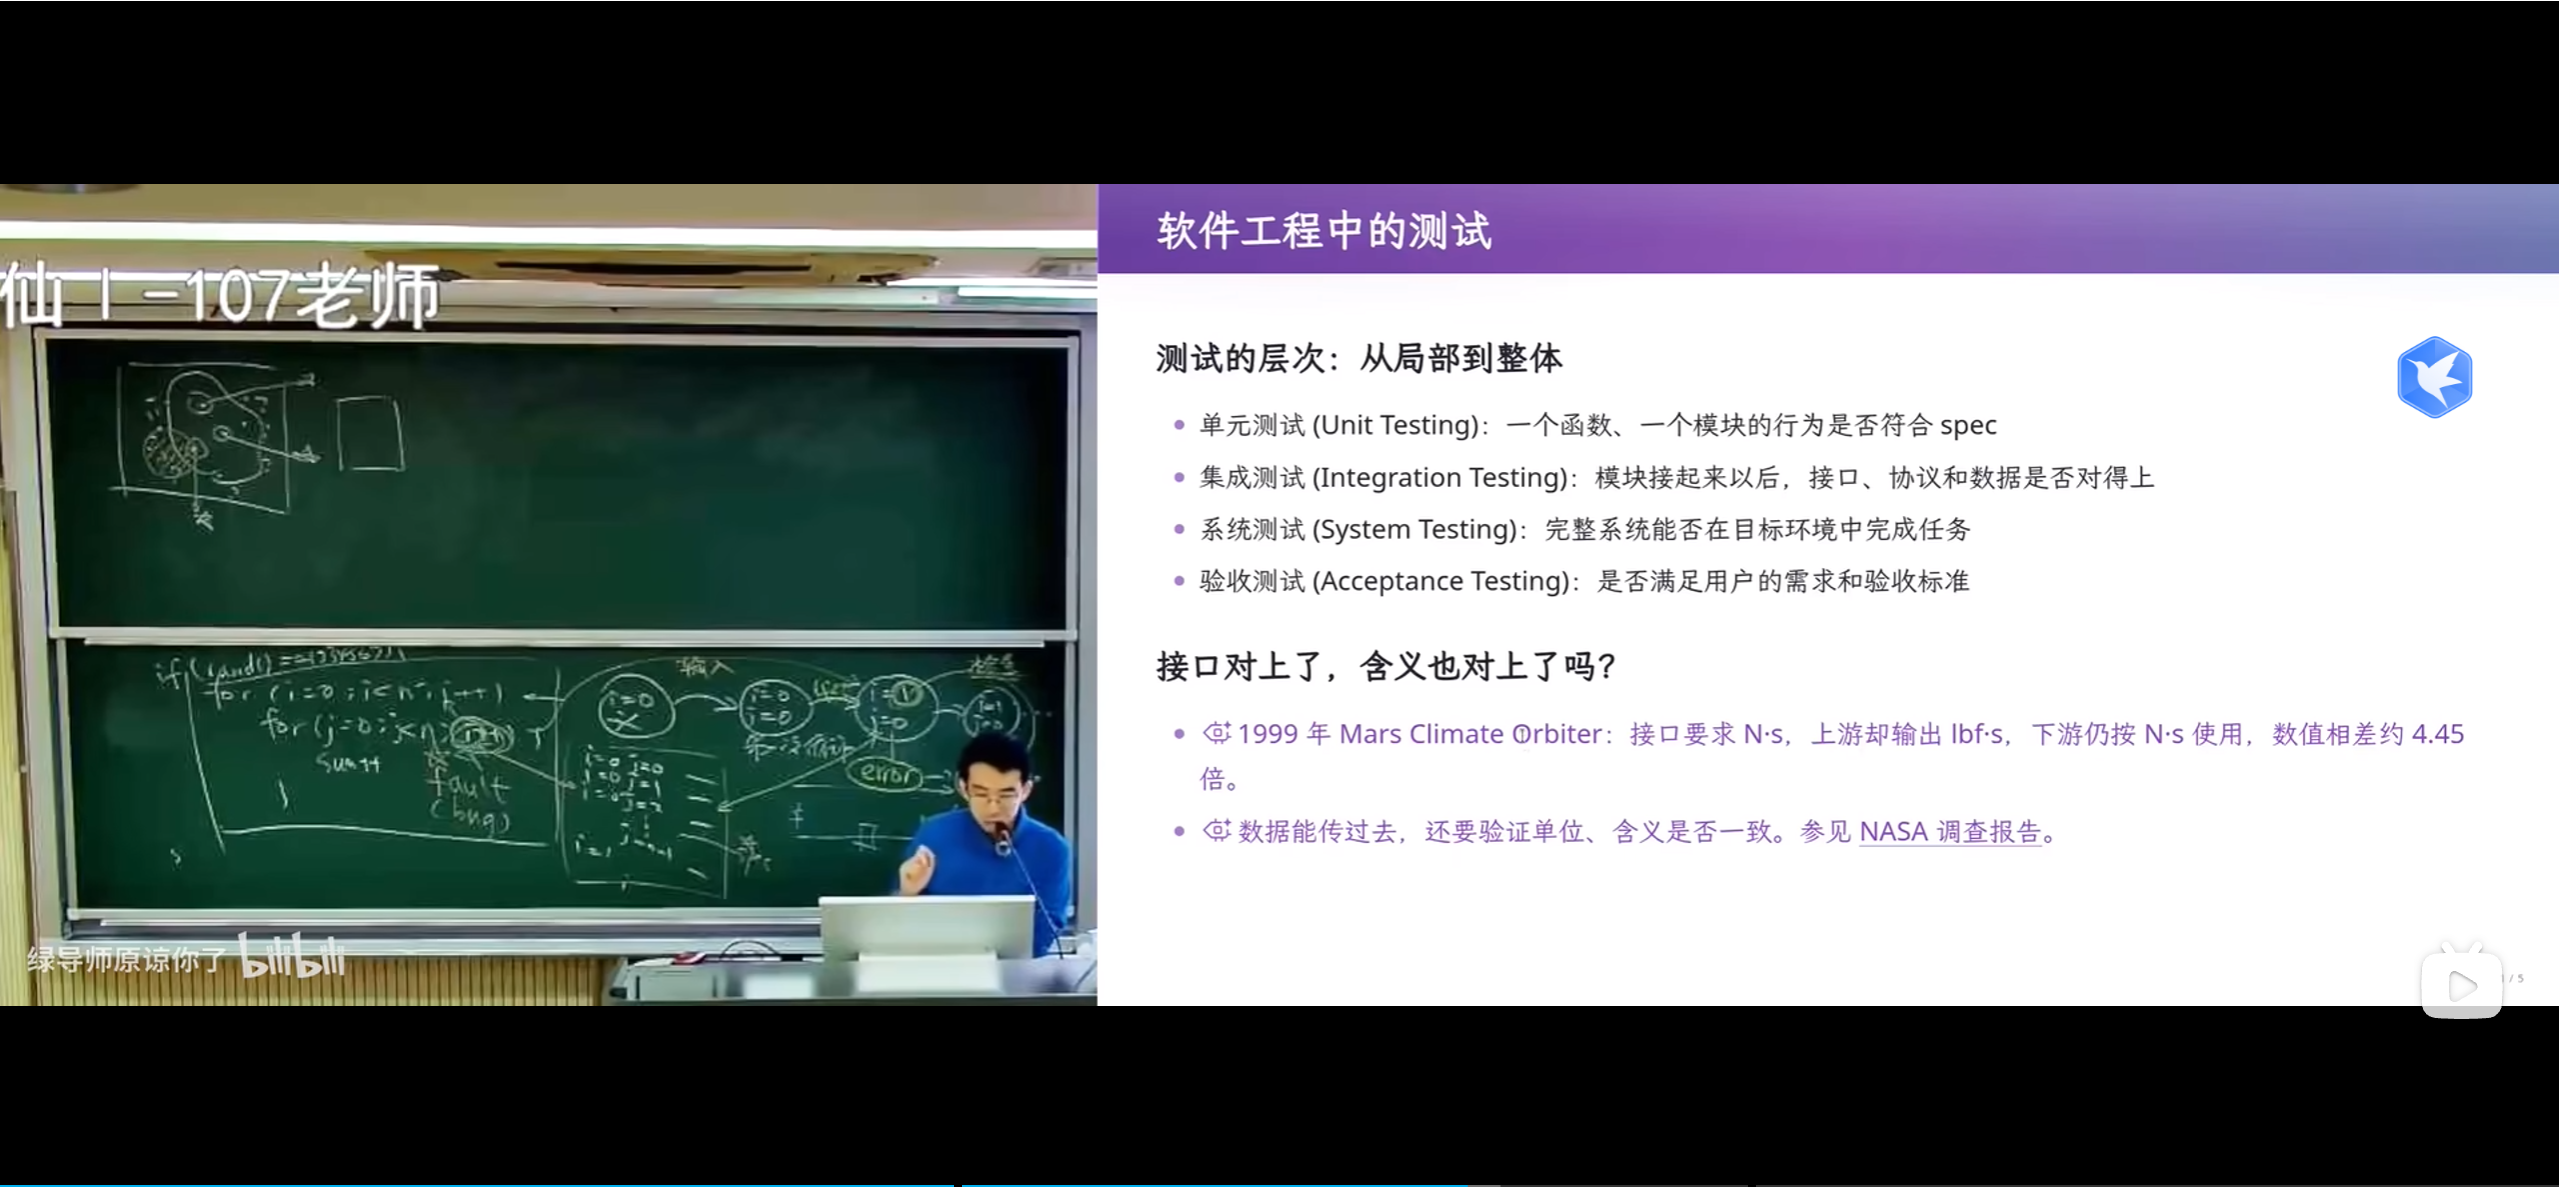 仙Ⅰ-107老师
软件工程中的测试
测试的层次：从局部到整体
单元测试 (Unit Testing)：一个函数、一个模块的行为是否符合 spec
集成测试 (Integration Testing)：模块接起来以后，接口、协议和数据是否对得上
系统测试 (System Testing)：完整系统能否在目标环境中完成任务
验收测试 (Acceptance Testing)：是否满足用户的需求和验收标准
接口对上了，含义也对上了吗？
1999 年 Mars Climate Orbiter：接口要求 N·s，上游却输出 lbf·s，下游仍按 N·s 使用，数值相差约 4.45
倍。
数据能传过去，还要验证单位、含义是否一致。参见 NASA 调查报告。
/ 5
for (i=0; i<n; i++)
for (j=0; j<n;
sum++
fault
(bug)
输入
i=0
i=0
j=0
j=0
error
i=0 j=0
绿导师原谅你了 bilibili